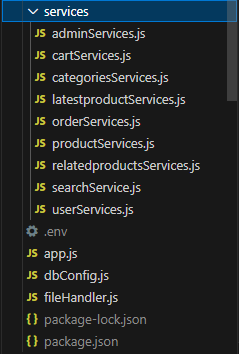 services
JS adminServices.js
JS cartServices.js
JS categoriesServices.js
JS latestproductServices.js
JS orderServices.js
JS productServices.js
JS relatedproductsServices.js
JS searchService.js
JS userServices.js
.env
JS app.js
JS dbConfig.js
JS fileHandler.js
{} package-lock.json
{} package.json